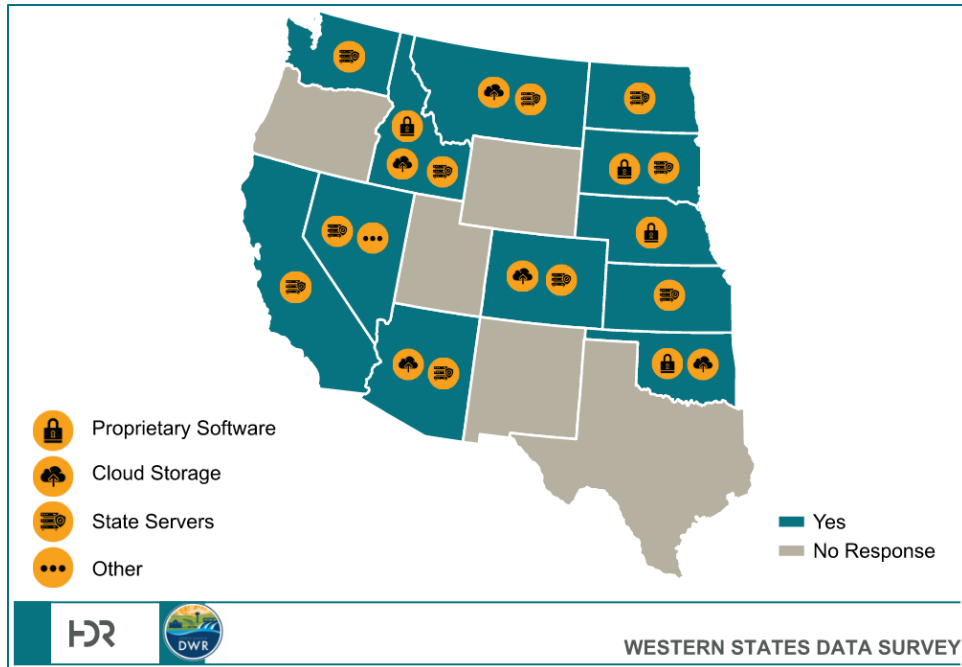 Proprietary Software
Cloud Storage
State Servers
Other
Yes
No Response
HDR
DWR
WESTERN STATES DATA SURVEY